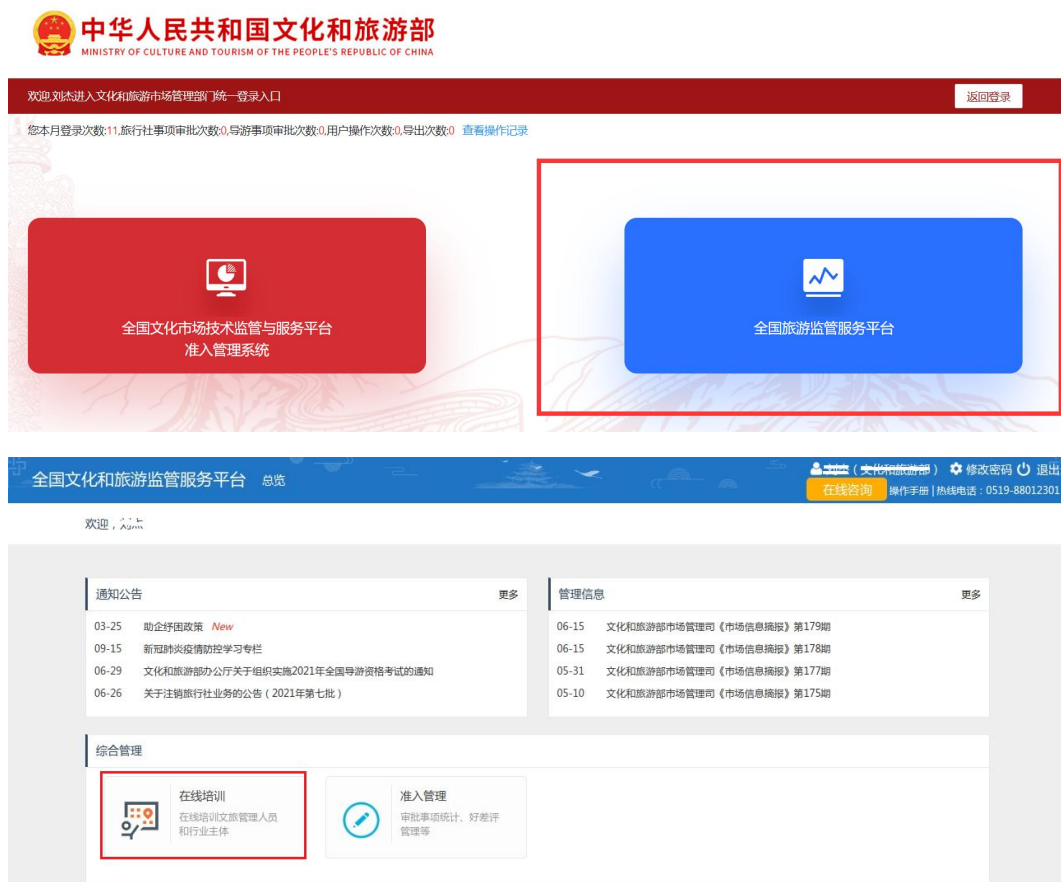 中华人民共和国文化和旅游部
MINISTRY OF CULTURE AND TOURISM OF THE PEOPLE'S REPUBLIC OF CHINA
欢迎,刘杰进入文化和旅游市场管理部门统一登录入口
返回登录
您本月登录次数:11,旅行社事项审批次数:0,导游事项审批次数:0,用户操作次数:0,导出次数:0 查看操作记录
全国文化市场技术监管与服务平台
准入管理系统
全国旅游监管服务平台
全国文化和旅游监管服务平台 总览
(文化和旅游部) 修改密码 退出
在线咨询 操作手册 | 热线电话:0519-88012301
欢迎,
通知公告 更多
03-25 助企纾困政策 New
09-15 新冠肺炎疫情防控学习专栏
06-29 文化和旅游部办公厅关于组织实施2021年全国导游资格考试的通知
06-26 关于注销旅行社业务的公告(2021年第七批)
管理信息 更多
06-15 文化和旅游部市场管理司《市场信息摘报》第179期
06-15 文化和旅游部市场管理司《市场信息摘报》第178期
05-31 文化和旅游部市场管理司《市场信息摘报》第177期
05-10 文化和旅游部市场管理司《市场信息摘报》第175期
综合管理
在线培训
在线培训文旅管理人员
和行业主体
准入管理
审批事项统计、好差评
管理等